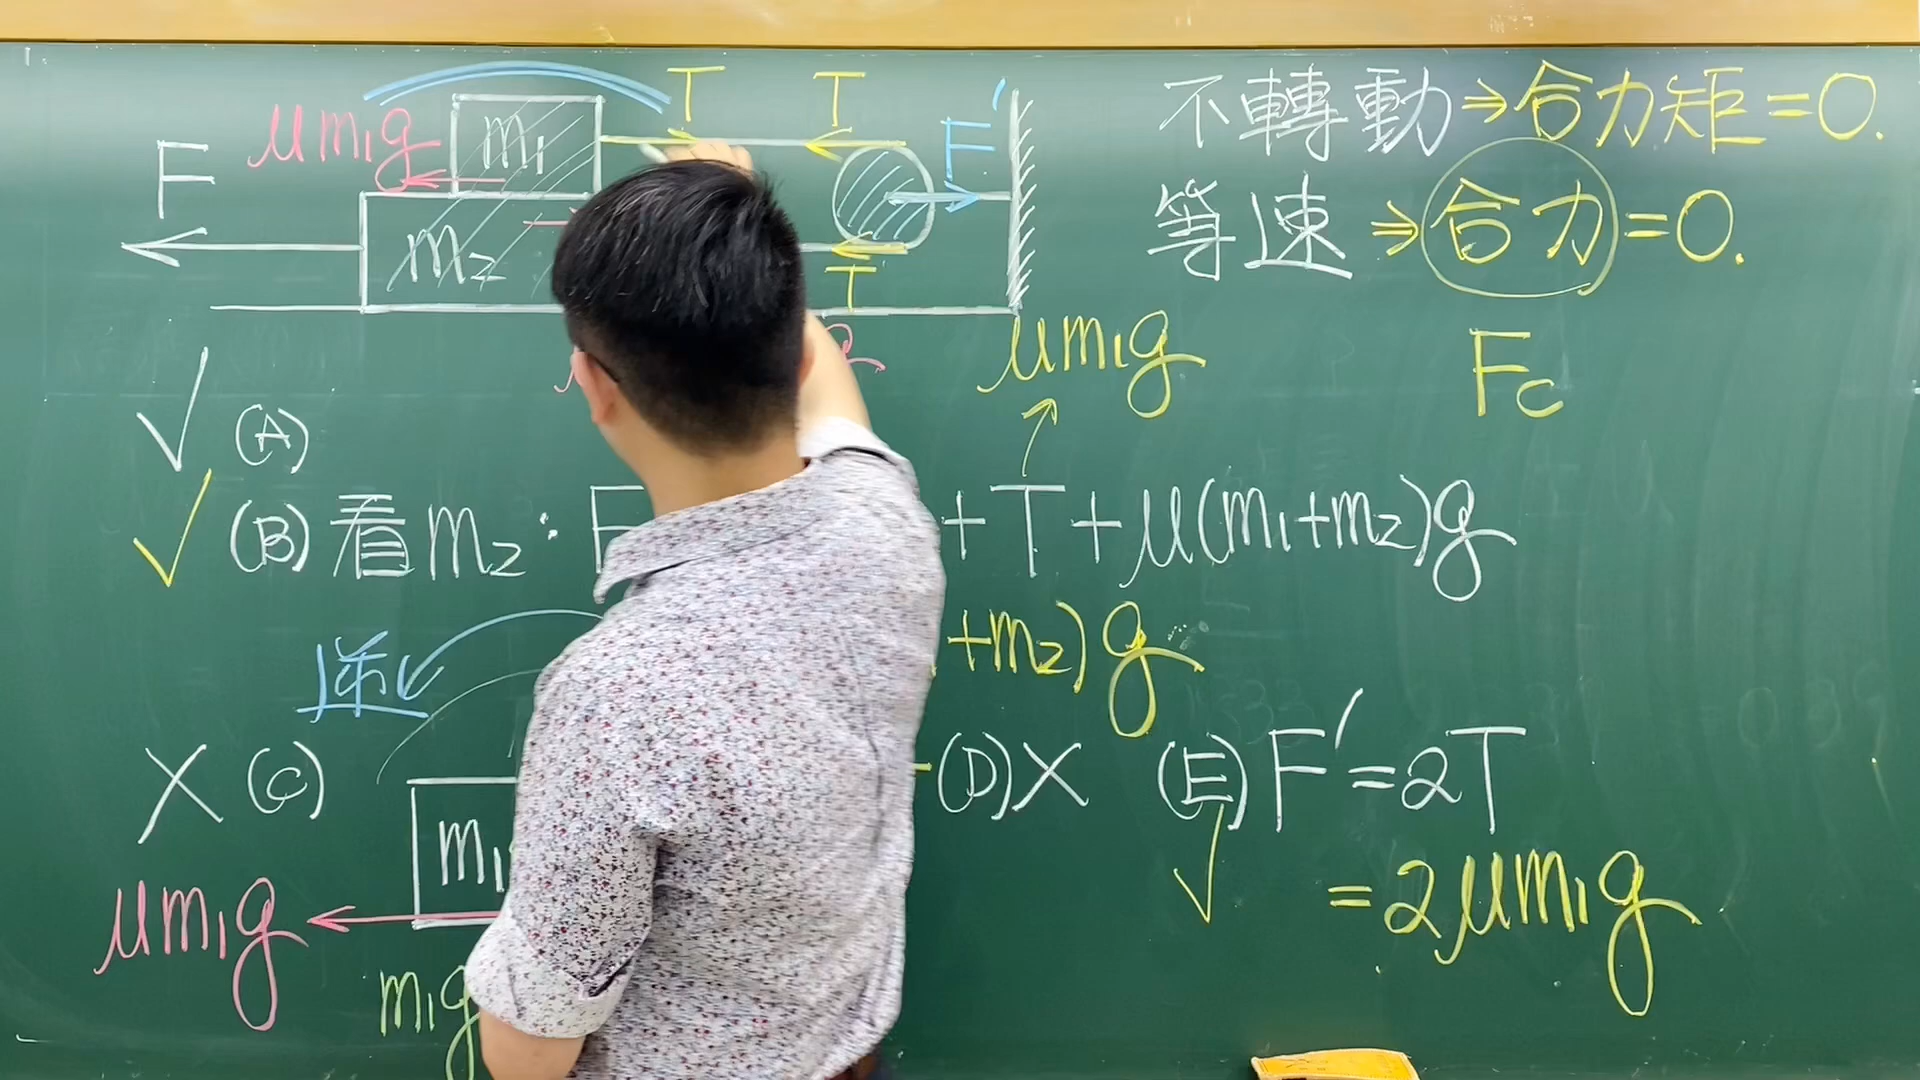 T T
μm₁g m₁ F'
F
m₂
T
不轉動⇒合力矩=0.
等速⇒合力=0.
μm₁g
Fc
√ (A)
√ (B) 看m₂: F +T+μ(m₁+m₂)g
+m₂)g
逆
X (C) m₁
(D)X
(E) F'=2T
√ =2μm₁g
μm₁g
m₁g